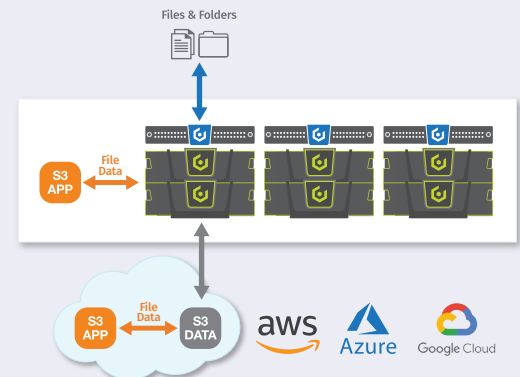 Files & Folders
File
Data
S3
APP
File
Data
S3
APP
S3
DATA
aws
Azure
Google Cloud